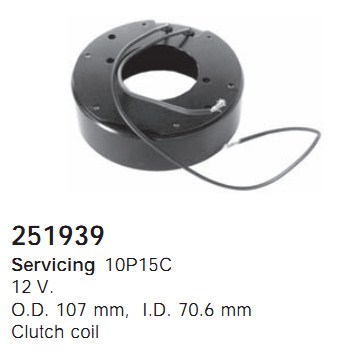 251939
Servicing 10P15C
12 V.
O.D. 107 mm, I.D. 70.6 mm
Clutch coil